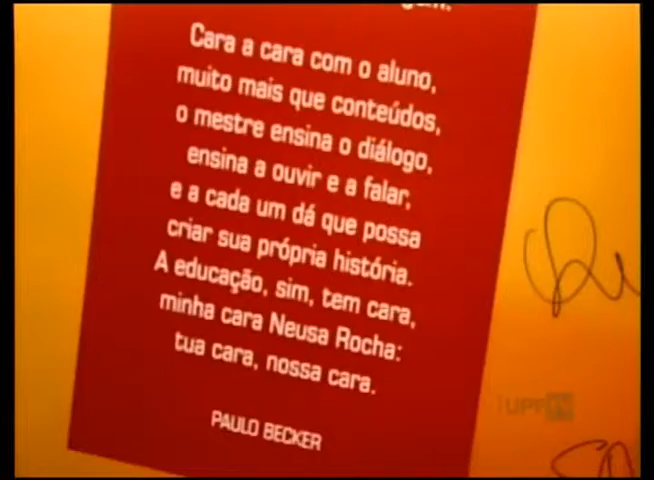 Cara a cara com o aluno,
muito mais que conteúdos,
o mestre ensina o diálogo,
ensina a ouvir e a falar,
e a cada um dá que possa
criar sua própria história.
A educação, sim, tem cara,
minha cara Neusa Rocha:
tua cara, nossa cara.
PAULO BECKER
UPFTV